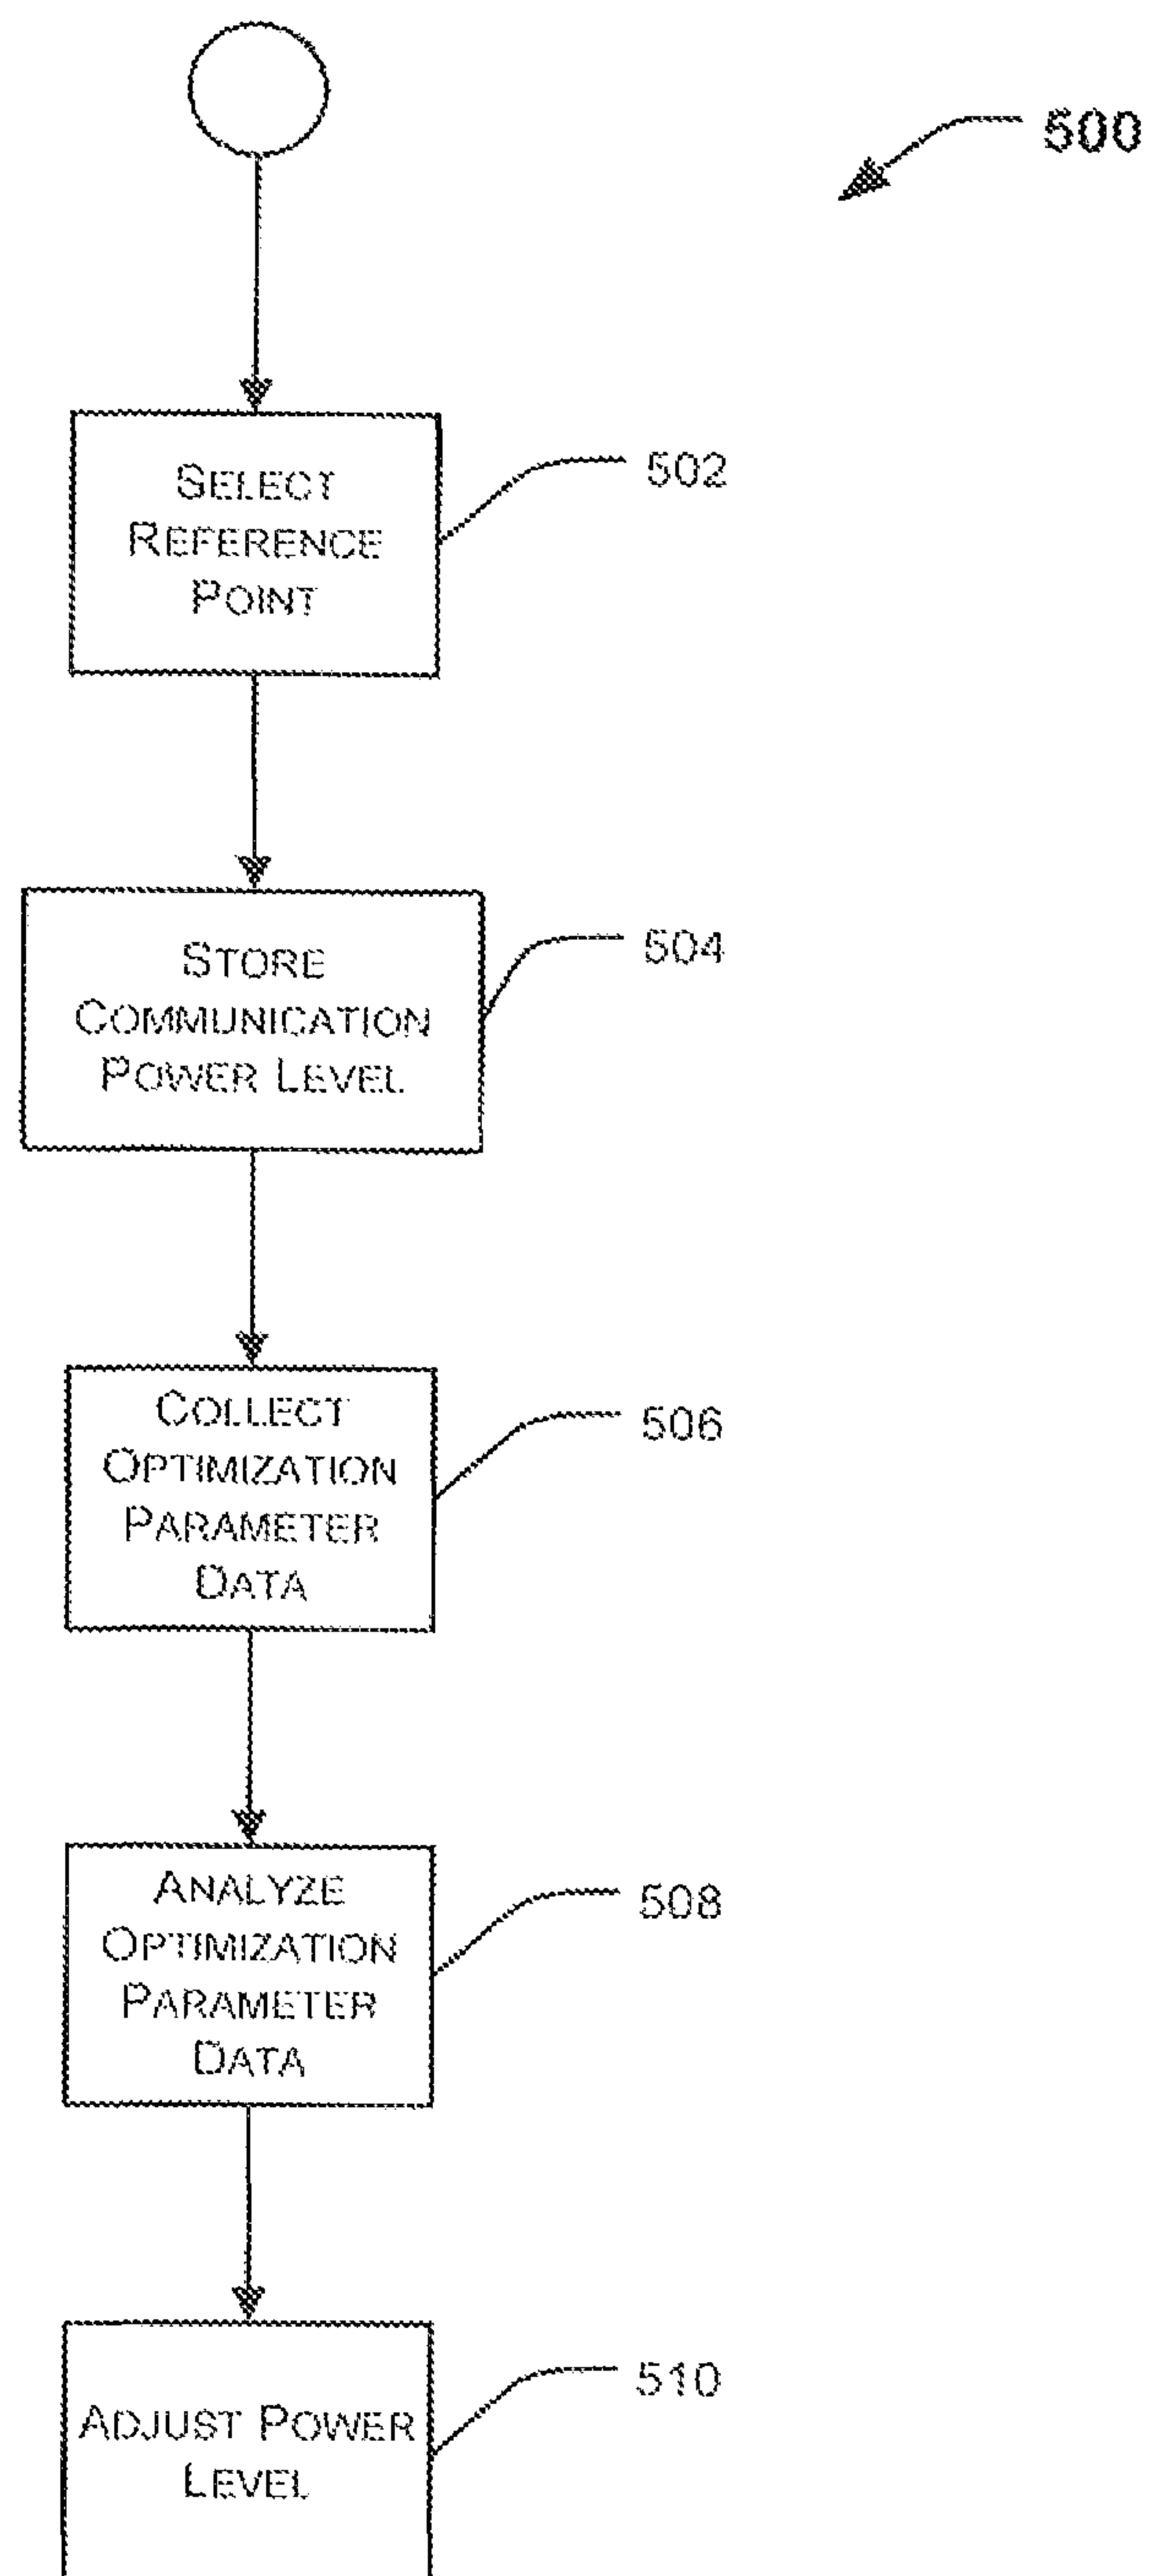 500
SELECT
REFERENCE
POINT
502
STORE
COMMUNICATION
POWER LEVEL
504
COLLECT
OPTIMIZATION
PARAMETER
DATA
506
ANALYZE
OPTIMIZATION
PARAMETER
DATA
508
ADJUST POWER
LEVEL
510